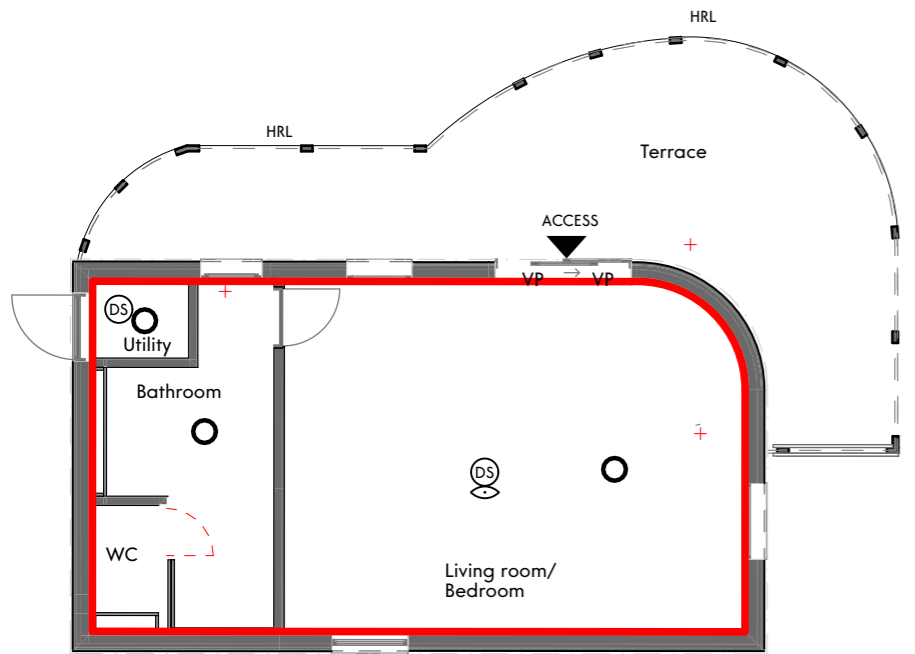 HRL
HRL
Terrace
ACCESS
VP → VP
DS
Utility
Bathroom
DS
WC
Living room/
Bedroom